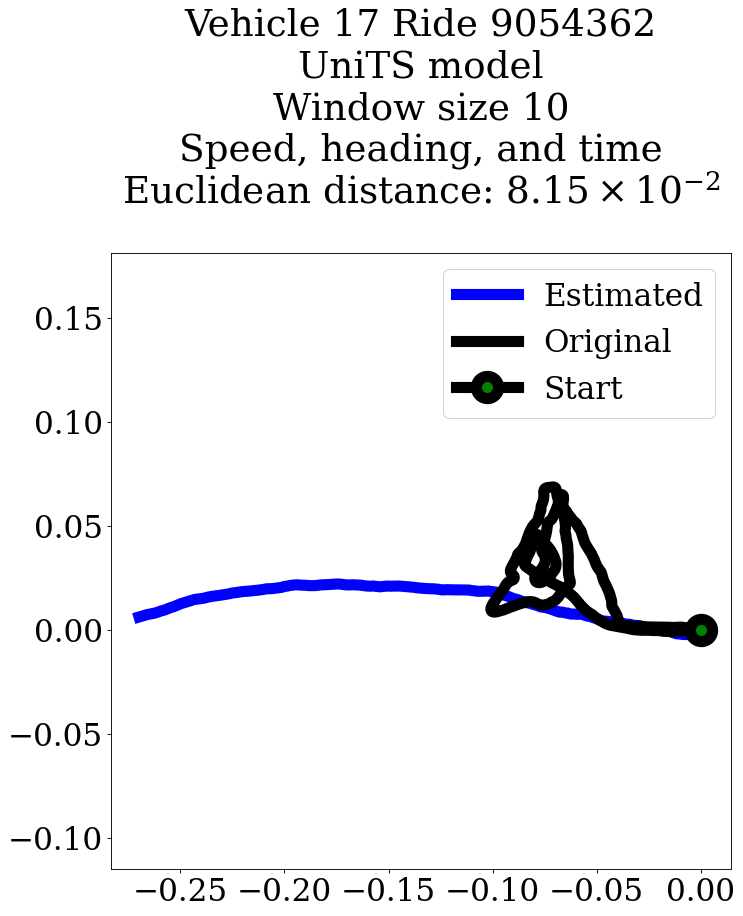 Vehicle 17 Ride 9054362
UniTS model
Window size 10
Speed, heading, and time
Euclidean distance: 8.15 × 10⁻²
Estimated
Original
Start
0.15
0.10
0.05
0.00
−0.05
−0.10
−0.25 −0.20 −0.15 −0.10 −0.05 0.00